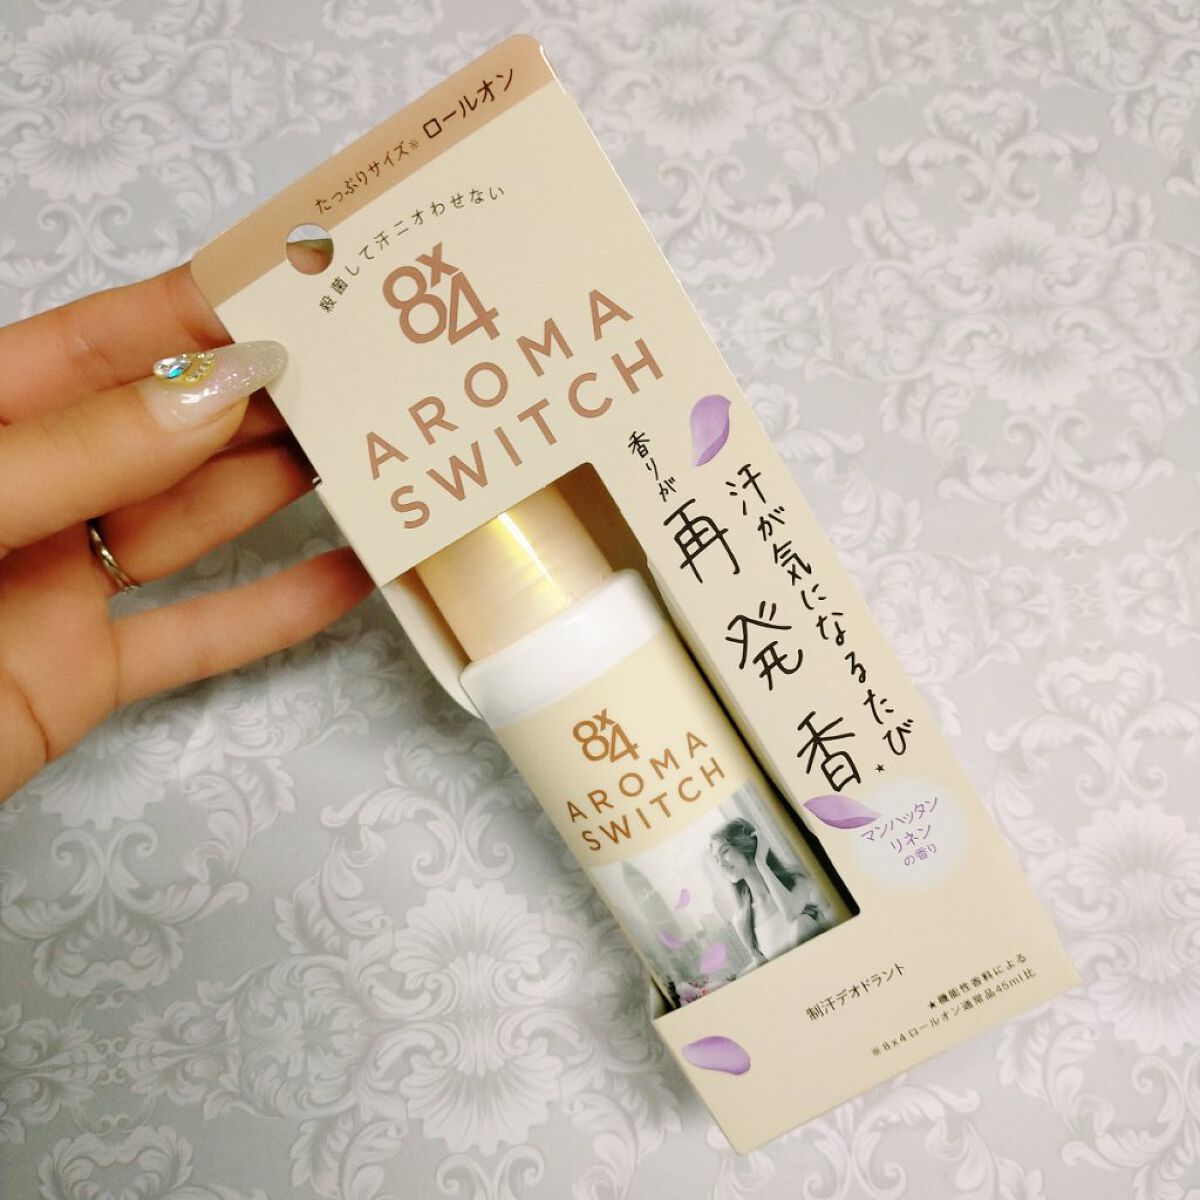 たっぷりサイズ※ ロールオン
殺菌して汗ニオわせない
8x4
AROMA
SWITCH
汗が気になるたび
香りが
再発香★
マンハッタン
リネン
の香り
8x4
AROMA
SWITCH
制汗デオドラント
★機能性香料による
※8x4ロールオン通常品45ml比